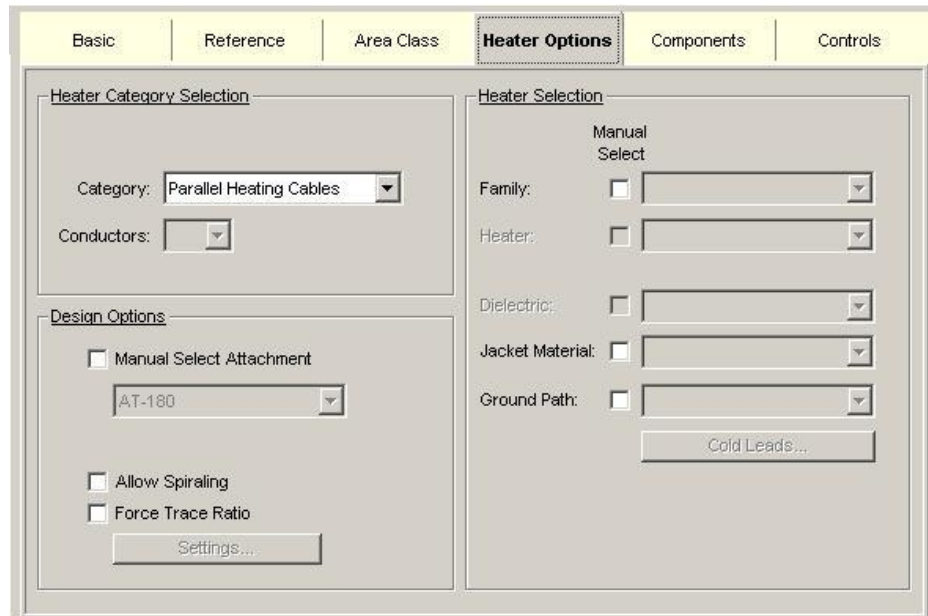 Basic
Reference
Area Class
Heater Options
Components
Controls
Heater Category Selection
Category: Parallel Heating Cables
Conductors:
Design Options
Manual Select Attachment
AT-180
Allow Spiraling
Force Trace Ratio
Settings...
Heater Selection
Manual
Select
Family:
Heater:
Dielectric:
Jacket Material:
Ground Path:
Cold Leads...